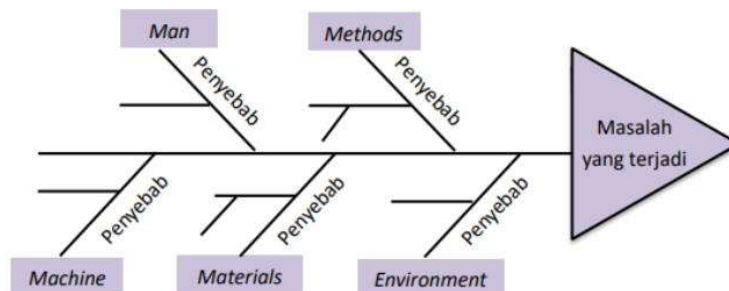 Man
Methods
Penyebab
Penyebab
Masalah
yang terjadi
Penyebab
Penyebab
Penyebab
Machine
Materials
Environment